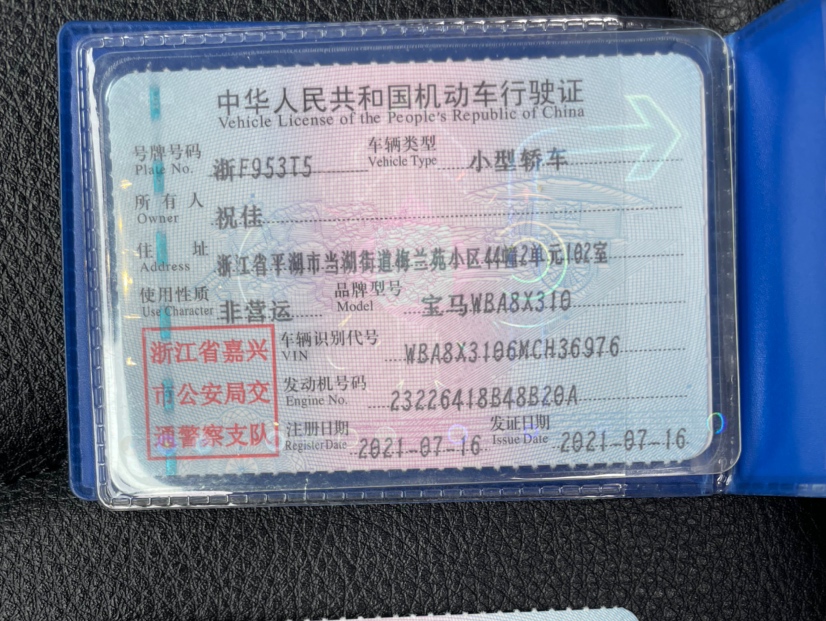 中华人民共和国机动车行驶证
Vehicle License of the People's Republic of China
号牌号码 浙F953T5 车辆类型 小型轿车
Plate No. Vehicle Type
所有人 祝佳
Owner
住址 浙江省平湖市当湖街道梅兰苑小区44幢2单元102室
Address
使用性质 非营运 品牌型号 宝马WBA8X310
Use Character Model
浙江省嘉兴
市公安局交
通警察支队
车辆识别代号 WBA8X3106MCH36976
VIN
发动机号码 23226418B48B20A
Engine No.
注册日期 2021-07-16 发证日期 2021-07-16
Register Date Issue Date